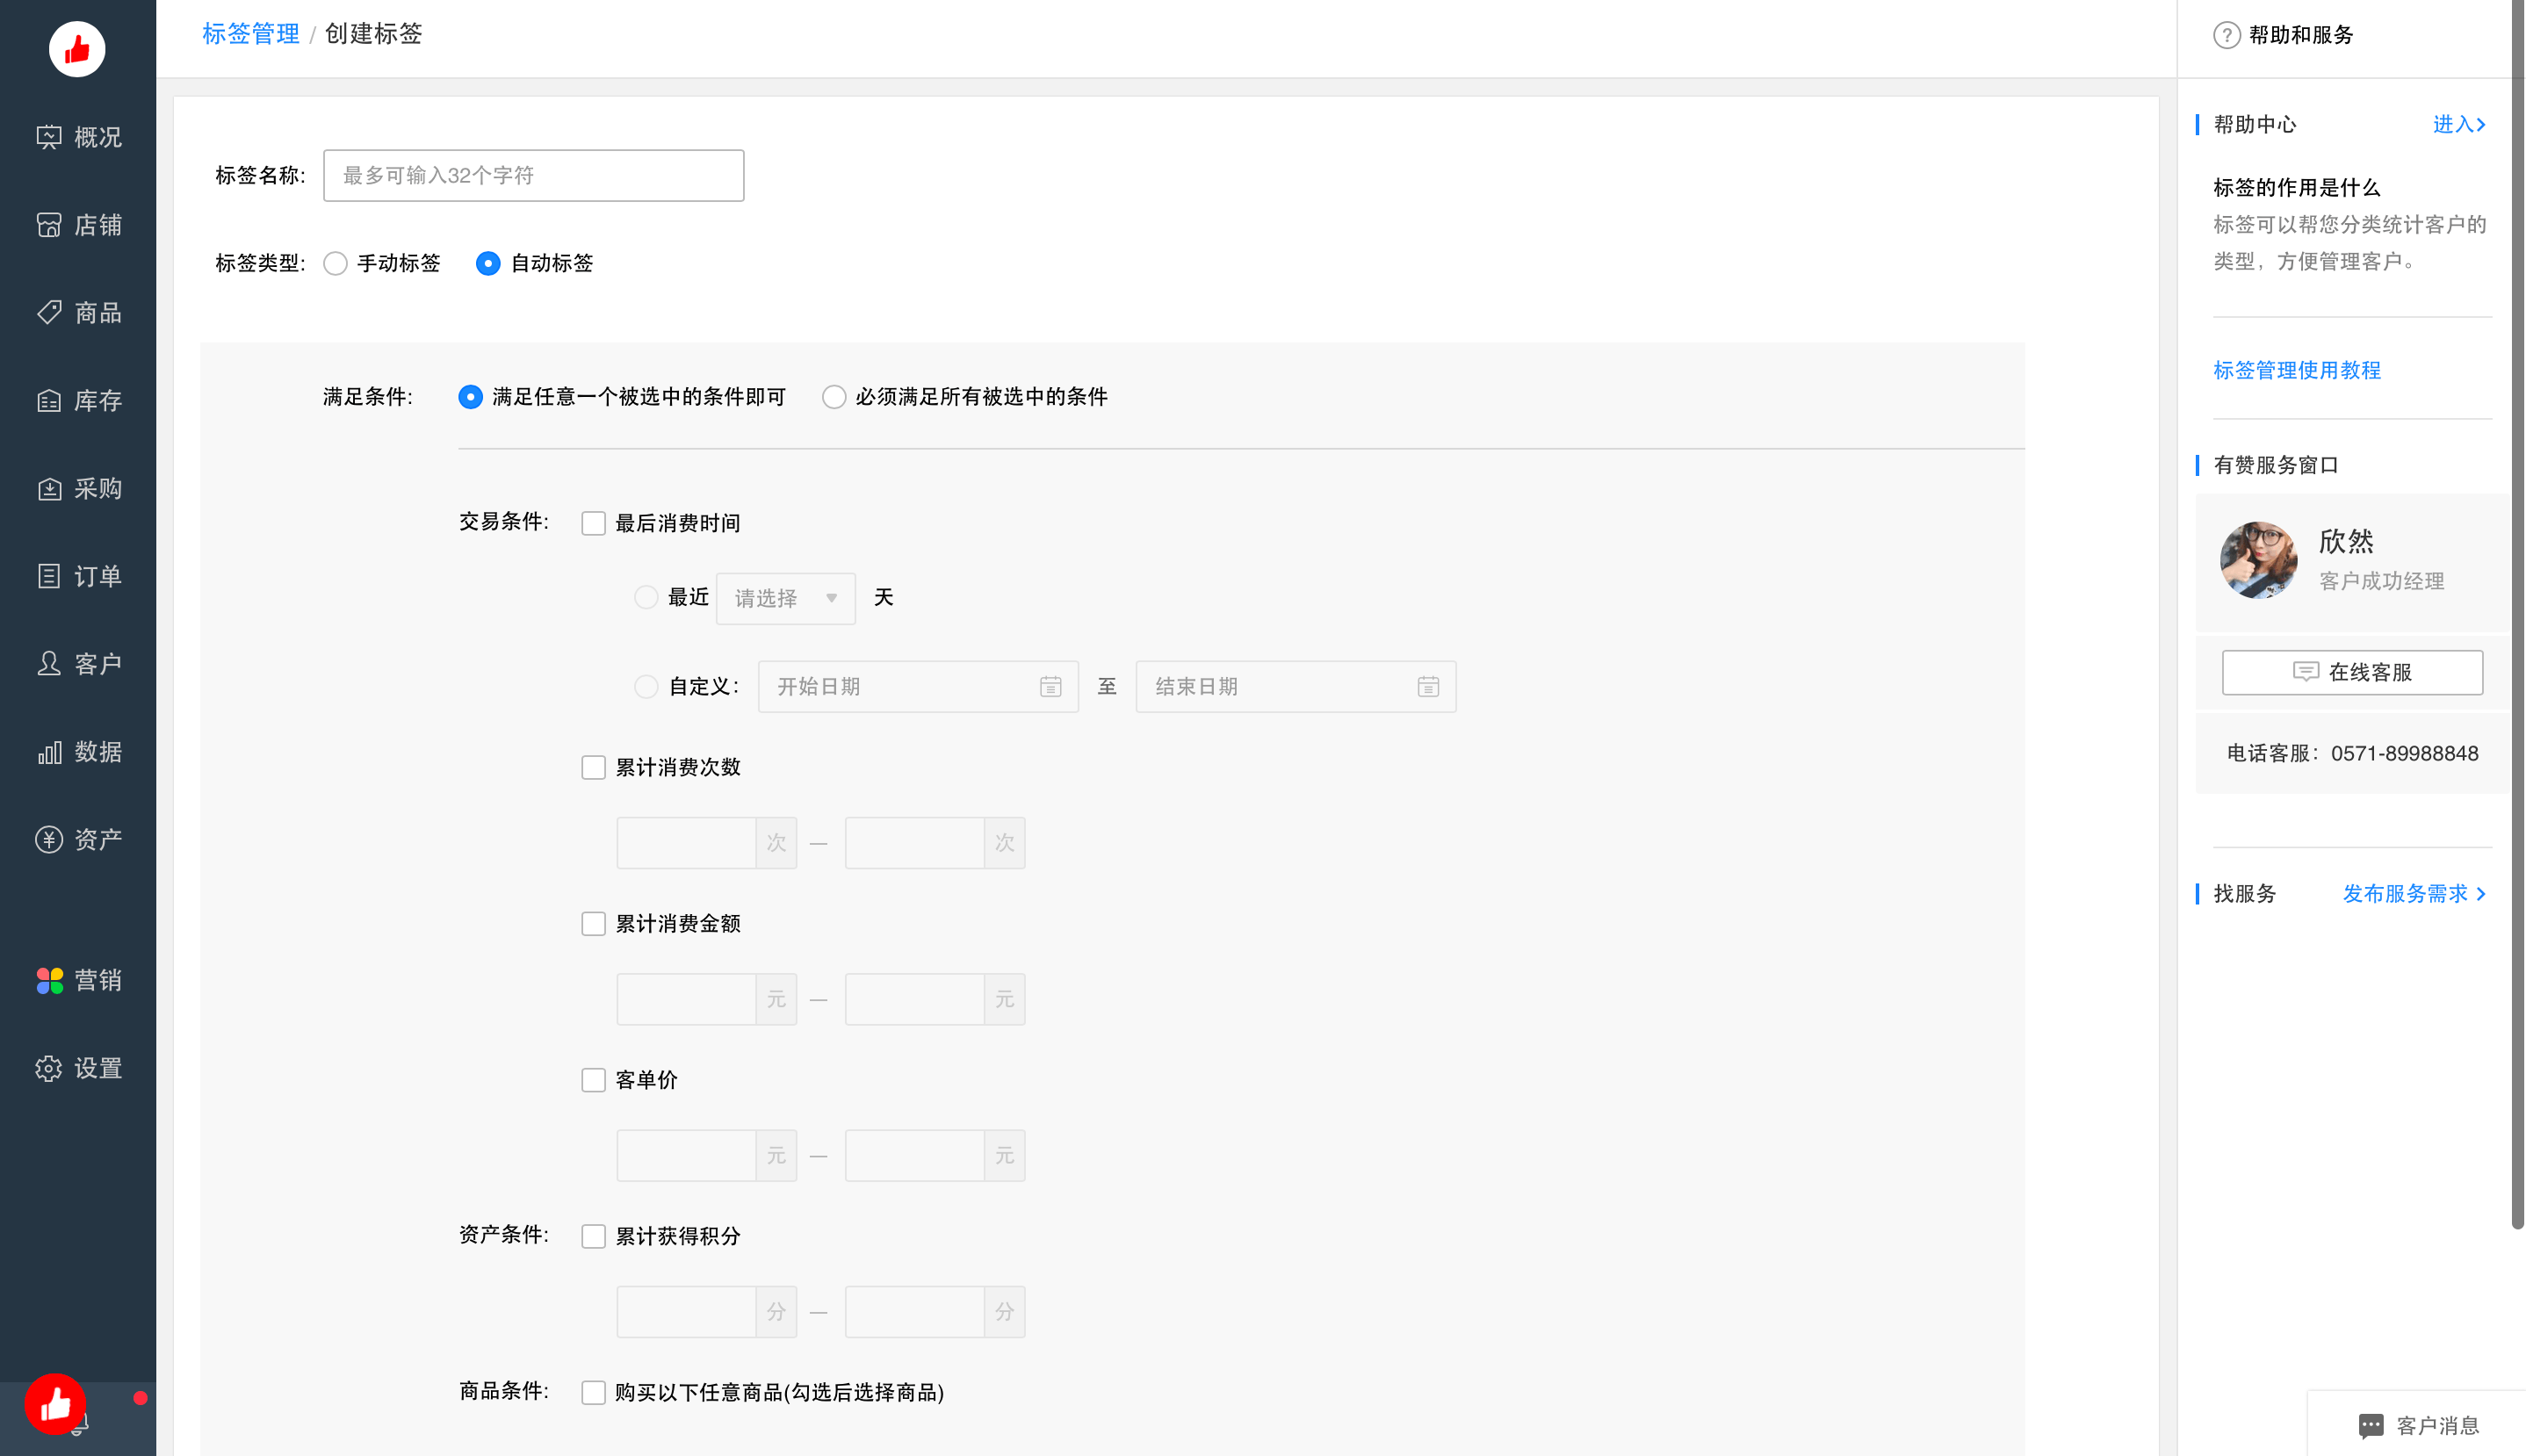 标签管理 / 创建标签
概况
店铺
商品
库存
采购
订单
客户
数据
资产
营销
设置
标签名称: 最多可输入32个字符
标签类型: 手动标签 自动标签
满足条件: 满足任意一个被选中的条件即可 必须满足所有被选中的条件
交易条件: 最后消费时间
最近 请选择 天
自定义: 开始日期 至 结束日期
累计消费次数
次 — 次
累计消费金额
元 — 元
客单价
元 — 元
资产条件: 累计获得积分
分 — 分
商品条件: 购买以下任意商品(勾选后选择商品)
? 帮助和服务
帮助中心 进入>
标签的作用是什么
标签可以帮您分类统计客户的
类型，方便管理客户。
标签管理使用教程
有赞服务窗口
欣然
客户成功经理
在线客服
电话客服：0571-89988848
找服务 发布服务需求 >
客户消息